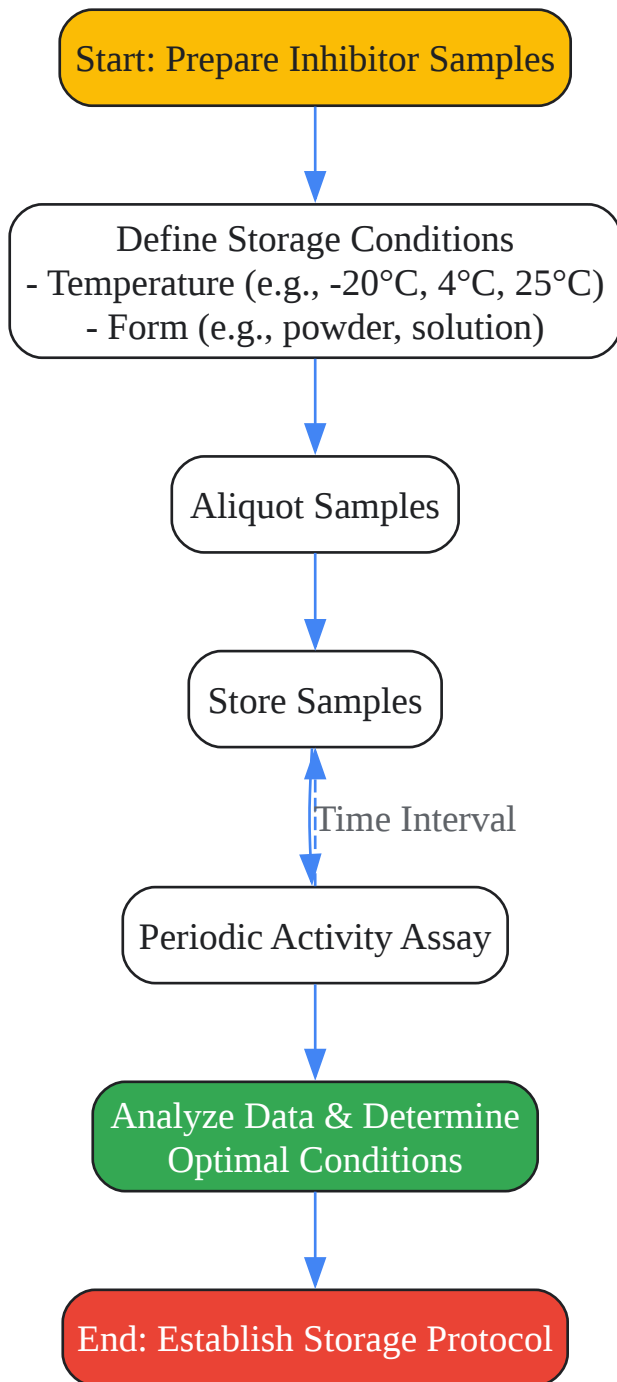 Start: Prepare Inhibitor Samples
Define Storage Conditions
- Temperature (e.g., -20°C, 4°C, 25°C)
- Form (e.g., powder, solution)
Aliquot Samples
Store Samples
Time Interval
Periodic Activity Assay
Analyze Data & Determine
Optimal Conditions
End: Establish Storage Protocol